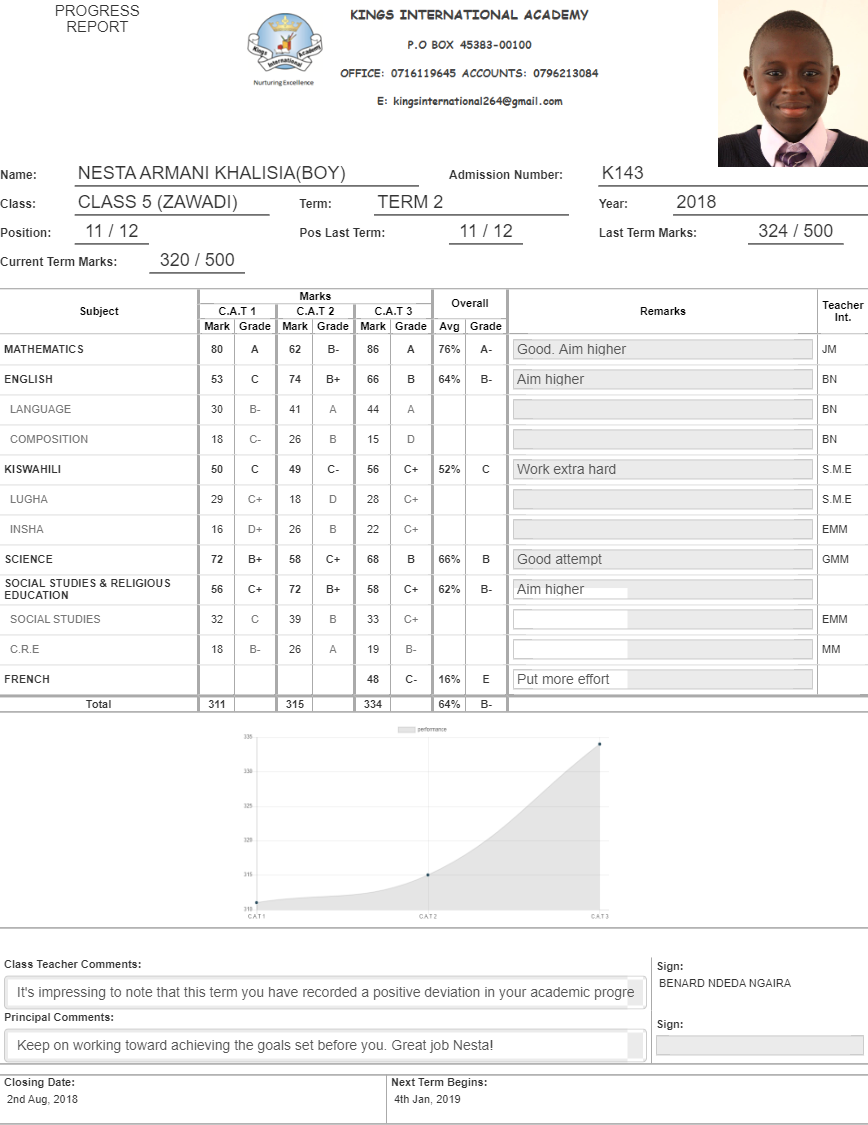 PROGRESS
REPORT
KINGS INTERNATIONAL ACADEMY
P.O BOX 45383-00100
OFFICE: 0716119645 ACCOUNTS: 0796213084
E: kingsinternational264@gmail.com
Kings Academy
International
Nurturing Excellence
Name: NESTA ARMANI KHALISIA(BOY) Admission Number: K143
Class: CLASS 5 (ZAWADI) Term: TERM 2 Year: 2018
Position: 11 / 12 Pos Last Term: 11 / 12 Last Term Marks: 324 / 500
Current Term Marks: 320 / 500
Subject Marks Overall Remarks Teacher Int.
C.A.T 1 C.A.T 2 C.A.T 3
Mark Grade Mark Grade Mark Grade Avg Grade
MATHEMATICS 80 A 62 B- 86 A 76% A- Good. Aim higher JM
ENGLISH 53 C 74 B+ 66 B 64% B- Aim higher BN
LANGUAGE 30 B- 41 A 44 A BN
COMPOSITION 18 C- 26 B 15 D BN
KISWAHILI 50 C 49 C- 56 C+ 52% C Work extra hard S.M.E
LUGHA 29 C+ 18 D 28 C+ S.M.E
INSHA 16 D+ 26 B 22 C+ EMM
SCIENCE 72 B+ 58 C+ 68 B 66% B Good attempt GMM
SOCIAL STUDIES & RELIGIOUS
EDUCATION 56 C+ 72 B+ 58 C+ 62% B- Aim higher
SOCIAL STUDIES 32 C 39 B 33 C+ EMM
C.R.E 18 B- 26 A 19 B- MM
FRENCH 48 C- 16% E Put more effort
Total 311 315 334 64% B-
performance
335
330
325
320
315
310
CAT1 CAT2 CAT3
Class Teacher Comments:
It's impressing to note that this term you have recorded a positive deviation in your academic progre
Sign:
BENARD NDEDA NGAIRA
Principal Comments:
Keep on working toward achieving the goals set before you. Great job Nesta!
Sign:
Closing Date:
2nd Aug, 2018
Next Term Begins:
4th Jan, 2019